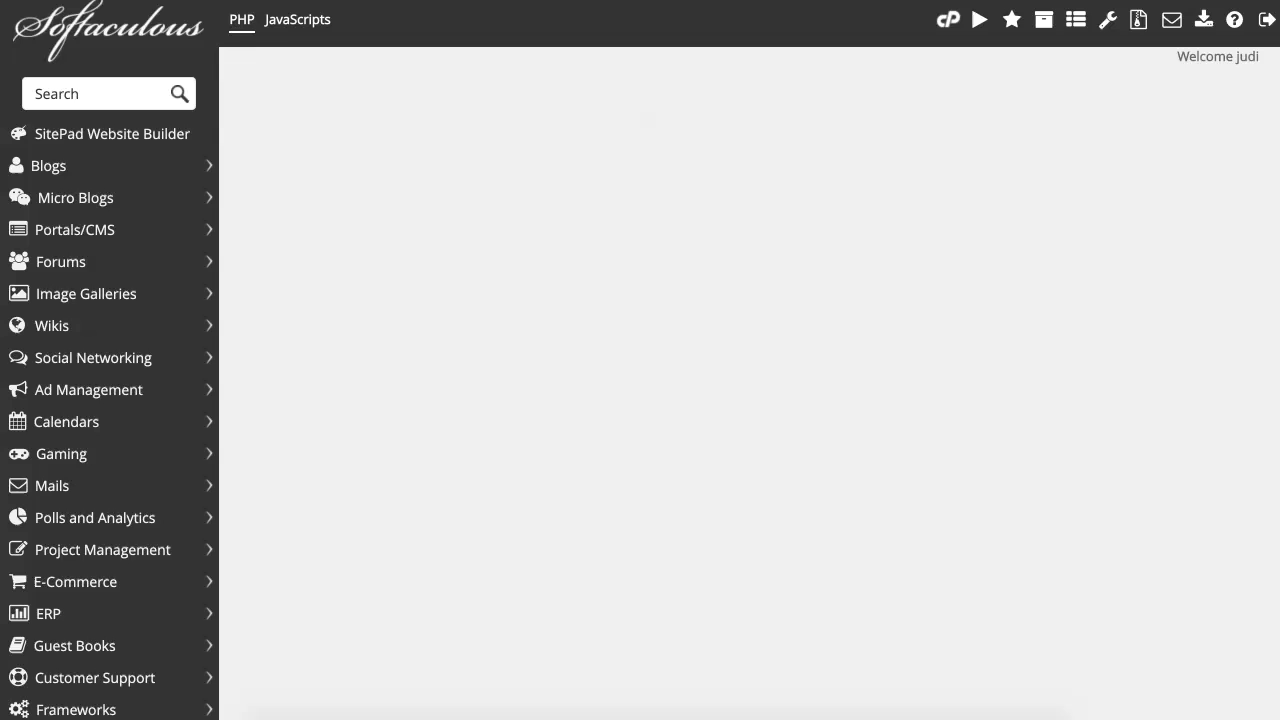 Softaculous
PHP JavaScripts
cP
Welcome judi
Search
SitePad Website Builder
Blogs
Micro Blogs
Portals/CMS
Forums
Image Galleries
Wikis
Social Networking
Ad Management
Calendars
Gaming
Mails
Polls and Analytics
Project Management
E-Commerce
ERP
Guest Books
Customer Support
Frameworks